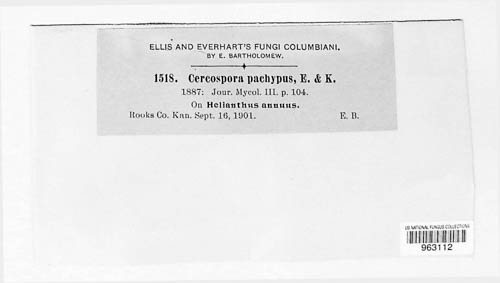 ELLIS AND EVERHART'S FUNGI COLUMBIANI.
BY E. BARTHOLOMEW.
1518. Cercospora pachypus, E. & K.
1887: Jour. Mycol. III. p. 104.
On Helianthus annuus.
Rooks Co. Kan. Sept. 16, 1901. E. B.
US NATIONAL FUNGUS COLLECTIONS
963112